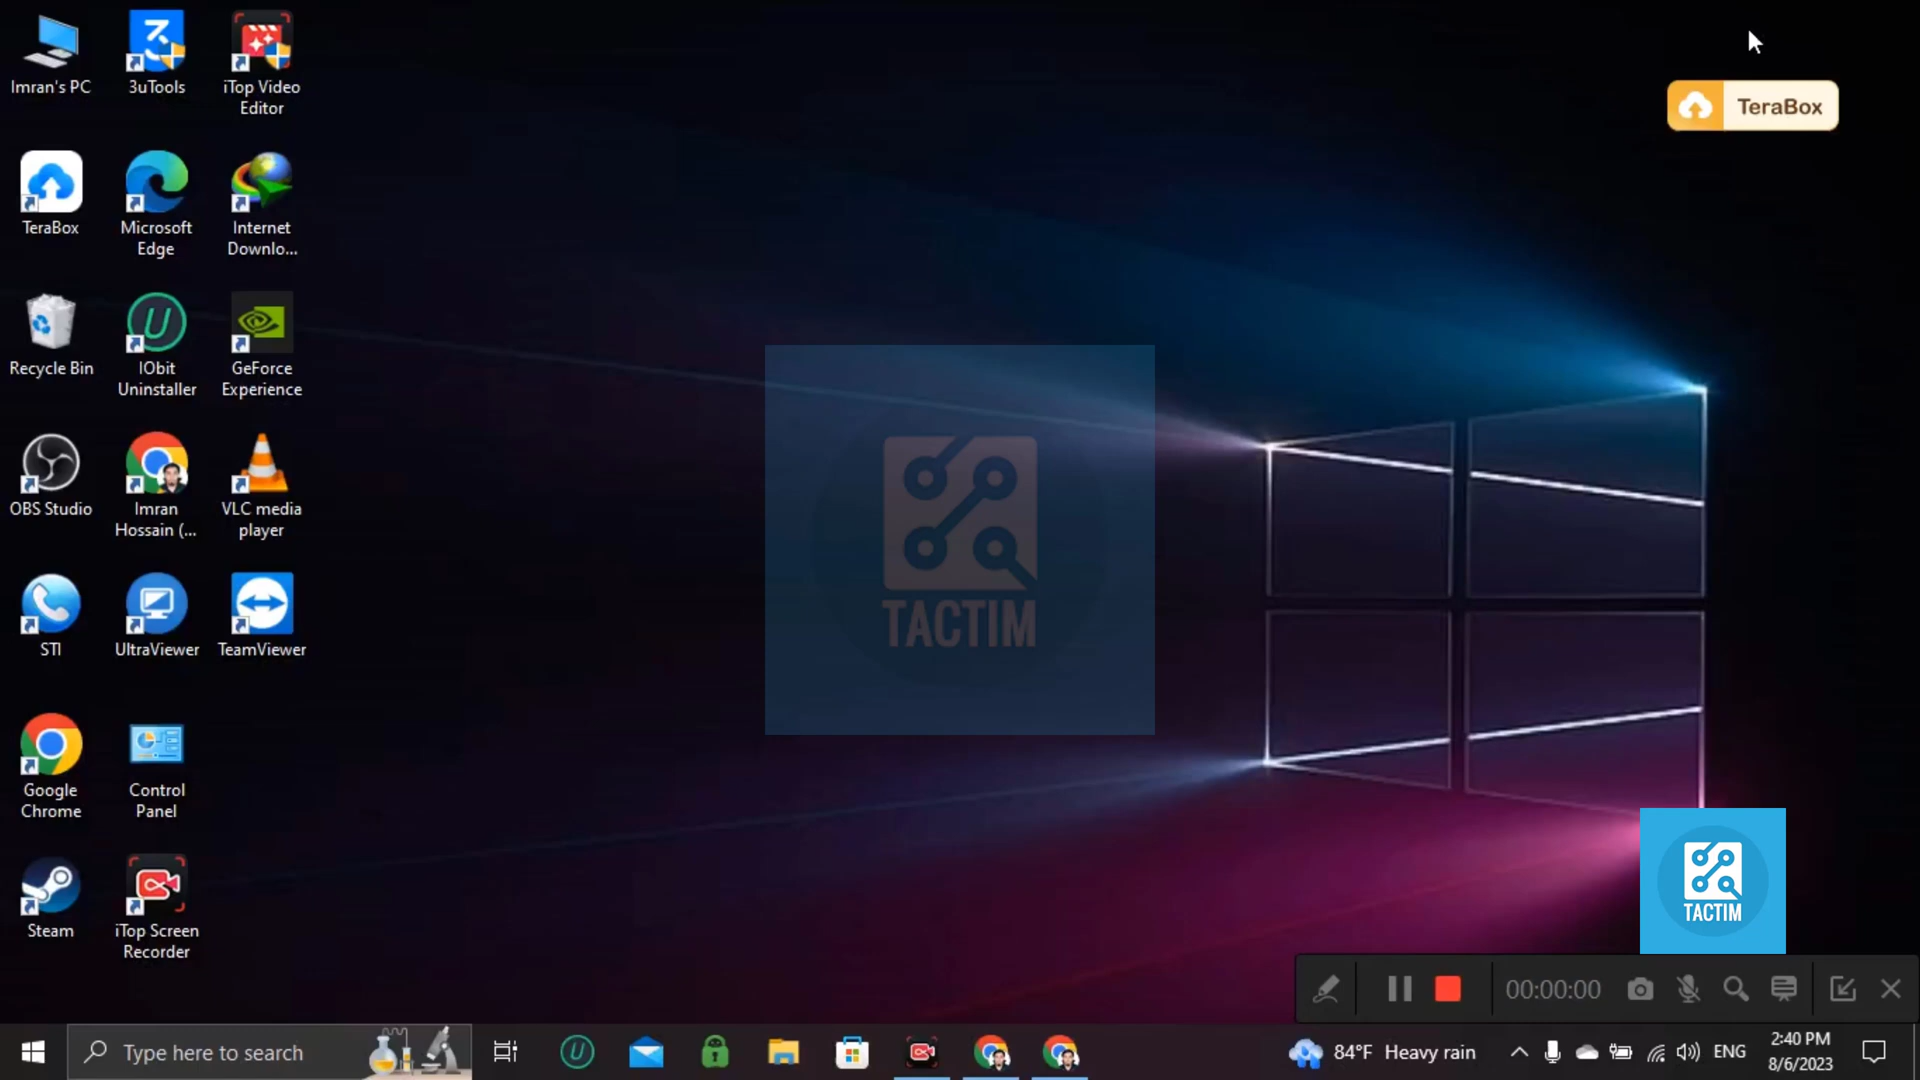 Imran's PC
3uTools
iTop Video
Editor
TeraBox
TeraBox
Microsoft
Edge
Internet
Downlo...
Recycle Bin
IObit
Uninstaller
GeForce
Experience
OBS Studio
Imran
Hossain (...
VLC media
player
TACTIM
STI
UltraViewer
TeamViewer
Google
Chrome
Control
Panel
TACTIM
Steam
iTop Screen
Recorder
00:00:00
Type here to search
84°F Heavy rain
ENG
2:40 PM
8/6/2023